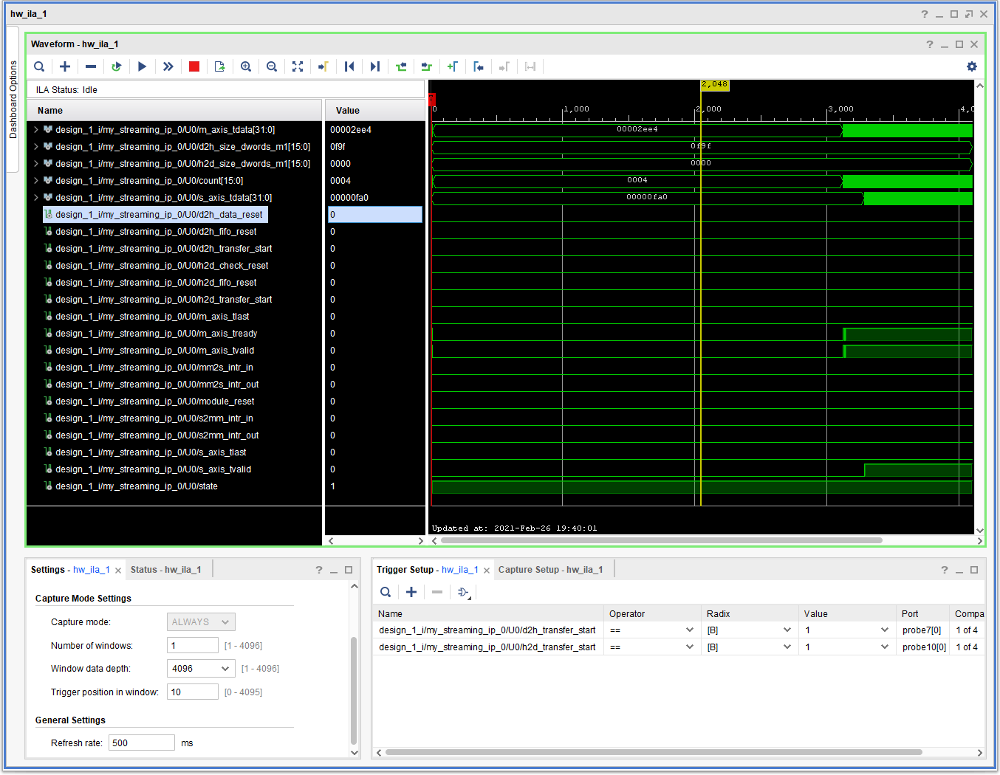 hw_ila_1
Dashboard Options
Waveform - hw_ila_1
ILA Status: Idle
Name Value
2,048
0 1,000 2,000 3,000 4,0
design_1_i/my_streaming_ip_0/U0/m_axis_tdata[31:0] 00002ee4 00002ee4
design_1_i/my_streaming_ip_0/U0/d2h_size_dwords_m1[15:0] 0f9f 0f9f
design_1_i/my_streaming_ip_0/U0/h2d_size_dwords_m1[15:0] 0000 0000
design_1_i/my_streaming_ip_0/U0/count[15:0] 0004 0004
design_1_i/my_streaming_ip_0/U0/s_axis_tdata[31:0] 00000fa0 00000fa0
design_1_i/my_streaming_ip_0/U0/d2h_data_reset 0
design_1_i/my_streaming_ip_0/U0/d2h_fifo_reset 0
design_1_i/my_streaming_ip_0/U0/d2h_transfer_start 0
design_1_i/my_streaming_ip_0/U0/h2d_check_reset 0
design_1_i/my_streaming_ip_0/U0/h2d_fifo_reset 0
design_1_i/my_streaming_ip_0/U0/h2d_transfer_start 0
design_1_i/my_streaming_ip_0/U0/m_axis_tlast 0
design_1_i/my_streaming_ip_0/U0/m_axis_tready 0
design_1_i/my_streaming_ip_0/U0/m_axis_tvalid 0
design_1_i/my_streaming_ip_0/U0/mm2s_intr_in 0
design_1_i/my_streaming_ip_0/U0/mm2s_intr_out 0
design_1_i/my_streaming_ip_0/U0/module_reset 0
design_1_i/my_streaming_ip_0/U0/s2mm_intr_in 0
design_1_i/my_streaming_ip_0/U0/s2mm_intr_out 0
design_1_i/my_streaming_ip_0/U0/s_axis_tlast 0
design_1_i/my_streaming_ip_0/U0/s_axis_tvalid 0
design_1_i/my_streaming_ip_0/U0/state 1
Updated at: 2021-Feb-26 19:40:01
Settings - hw_ila_1 Status - hw_ila_1
Capture Mode Settings
Capture mode: ALWAYS
Number of windows: 1 [1 - 4096]
Window data depth: 4096 [1 - 4096]
Trigger position in window: 10 [0 - 4095]
General Settings
Refresh rate: 500 ms
Trigger Setup - hw_ila_1 Capture Setup - hw_ila_1
Name Operator Radix Value Port Compa
design_1_i/my_streaming_ip_0/U0/d2h_transfer_start == [B] 1 probe7[0] 1 of 4
design_1_i/my_streaming_ip_0/U0/h2d_transfer_start == [B] 1 probe10[0] 1 of 4